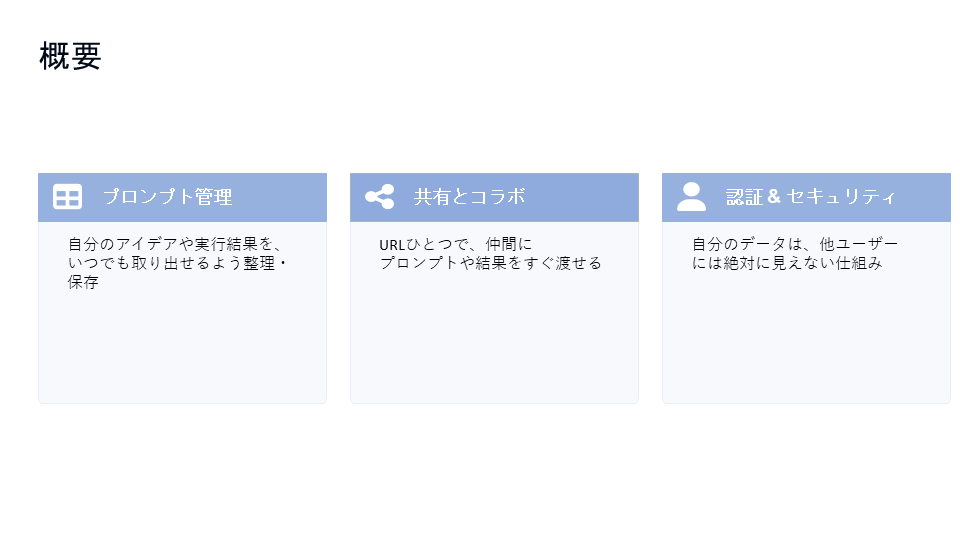 概要
プロンプト管理
自分のアイデアや実行結果を、
いつでも取り出せるよう整理・
保存
共有とコラボ
URLひとつで、仲間に
プロンプトや結果をすぐ渡せる
認証 & セキュリティ
自分のデータは、他ユーザー
には絶対に見えない仕組み